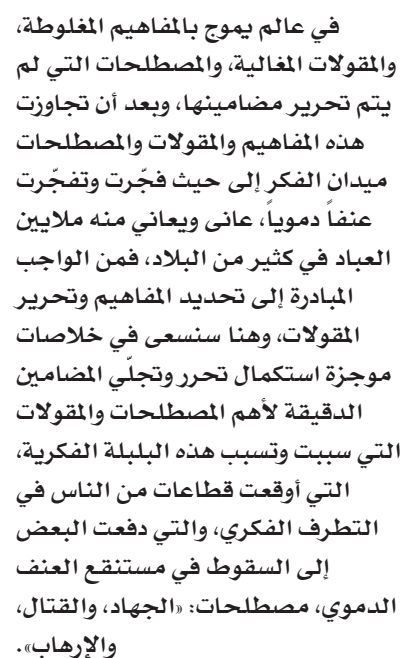 في عالم يموج بالمفاهيم المغلوطة،
والمقولات المغالية، والمصطلحات التي لم
يتم تحرير مضامينها، وبعد أن تجاوزت
هذه المفاهيم والمقولات والمصطلحات
ميدان الفكر إلى حيث فجّرت وتفجّرت
عنفاً دموياً، عانى ويعاني منه ملايين
العباد في كثير من البلاد، فمن الواجب
المبادرة إلى تحديد المفاهيم وتحرير
المقولات، وهنا سنسعى في خلاصات
موجزة استكمال تحرر وتجلّي المضامين
الدقيقة لأهم المصطلحات والمقولات
التي سببت وتسبب هذه البلبلة الفكرية،
التي أوقعت قطاعات من الناس في
التطرف الفكري، والتي دفعت البعض
إلى السقوط في مستنقع العنف
الدموي، مصطلحات: «الجهاد، والقتال،
والإرهاب».